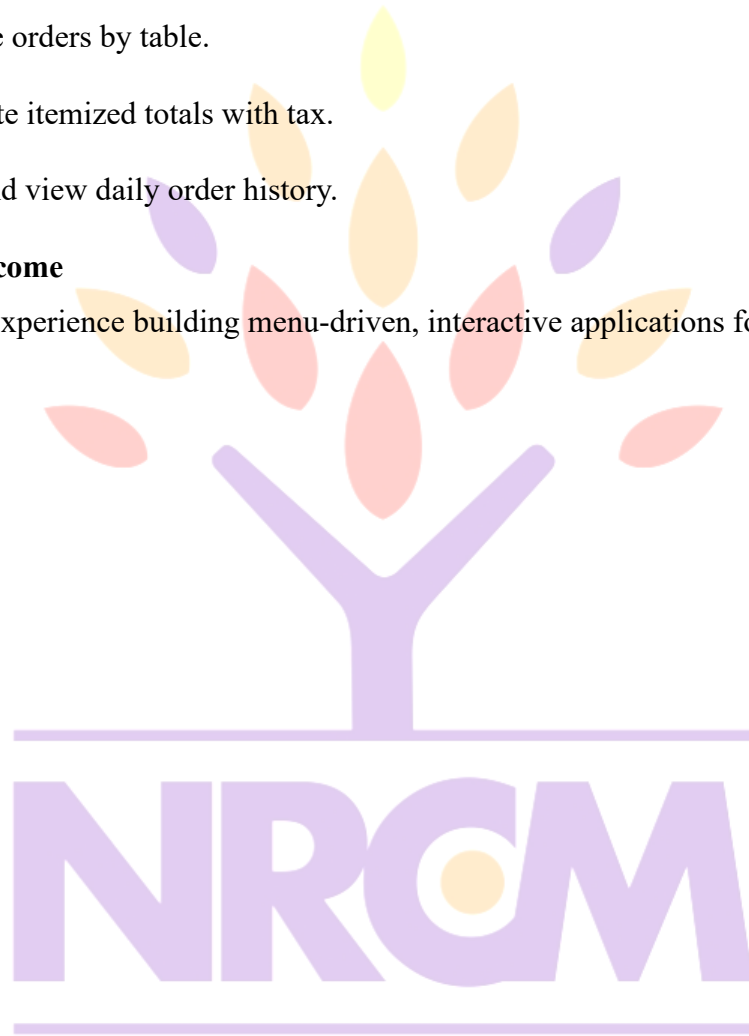 e orders by table.
te itemized totals with tax.
d view daily order history.
come
xperience building menu-driven, interactive applications fo
NRCM